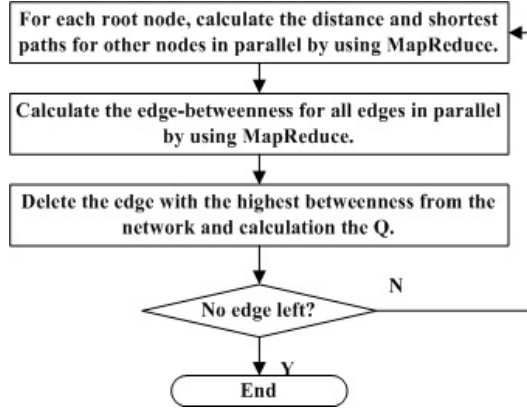 For each root node, calculate the distance and shortest
paths for other nodes in parallel by using MapReduce.
Calculate the edge-betweenness for all edges in parallel
by using MapReduce.
Delete the edge with the highest betweenness from the
network and calculation the Q.
No edge left?
N
Y
End